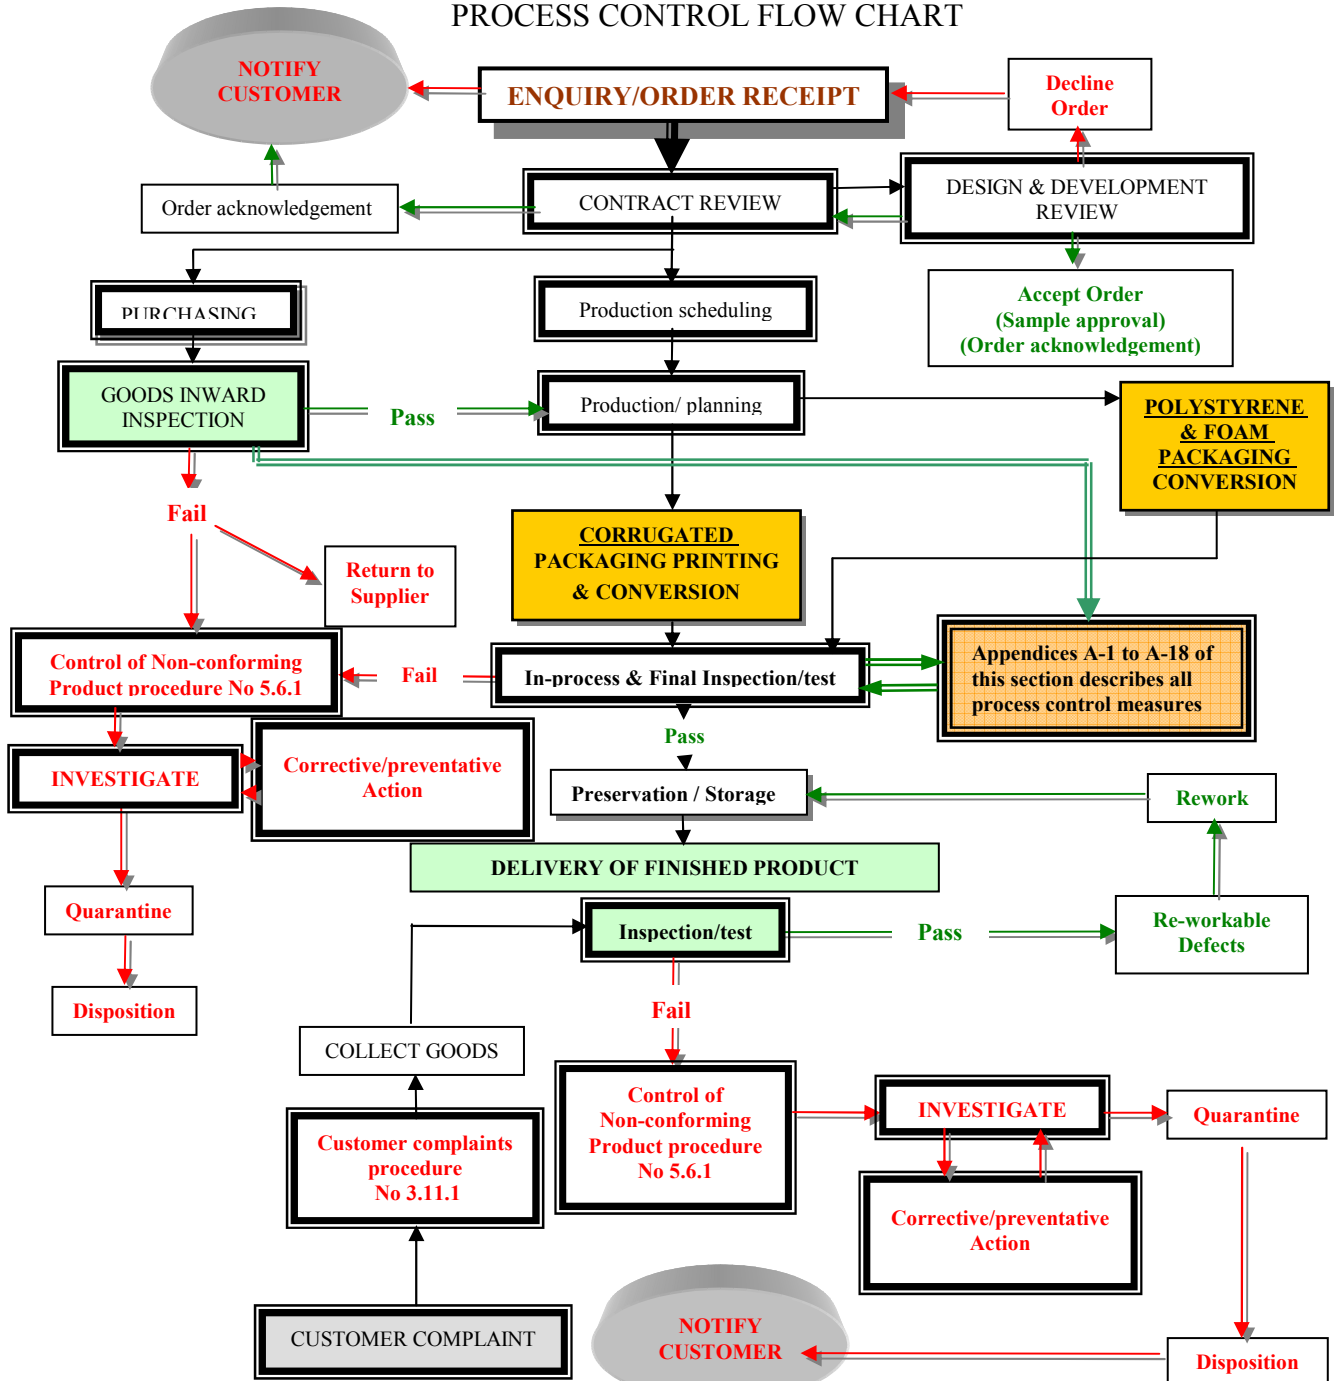 PROCESS CONTROL FLOW CHART
NOTIFY
CUSTOMER
ENQUIRY/ORDER RECEIPT
Decline
Order
Order acknowledgement
CONTRACT REVIEW
DESIGN & DEVELOPMENT
REVIEW
PURCHASING
Production scheduling
Accept Order
(Sample approval)
(Order acknowledgement)
GOODS INWARD
INSPECTION
Pass
Production/ planning
POLYSTYRENE
& FOAM
PACKAGING
CONVERSION
Fail
Return to
Supplier
CORRUGATED
PACKAGING PRINTING
& CONVERSION
Control of Non-conforming
Product procedure No 5.6.1
Fail
In-process & Final Inspection/test
Appendices A-1 to A-18 of
this section describes all
process control measures
Pass
INVESTIGATE
Corrective/preventative
Action
Preservation / Storage
Rework
DELIVERY OF FINISHED PRODUCT
Quarantine
Inspection/test
Pass
Re-workable
Defects
Disposition
Fail
COLLECT GOODS
Control of
Non-conforming
Product procedure
No 5.6.1
INVESTIGATE
Quarantine
Customer complaints
procedure
No 3.11.1
Corrective/preventative
Action
CUSTOMER COMPLAINT
NOTIFY
CUSTOMER
Disposition